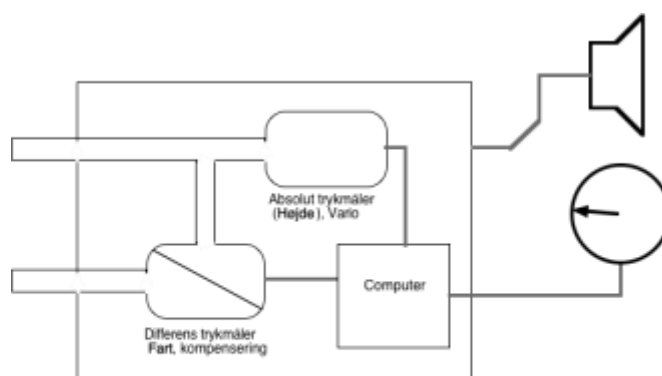 Absolut trykmåler
(Højde), Vario
Computer
Differens trykmåler
Fart, kompensering